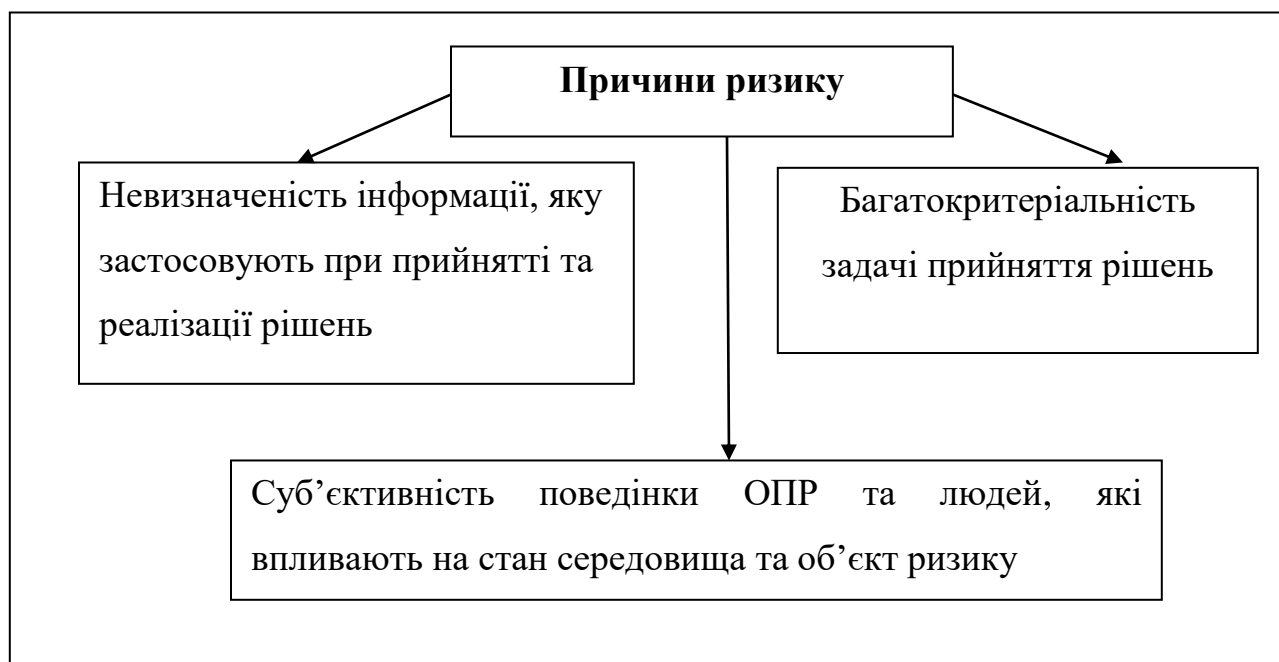 Причини ризику
Невизначеність інформації, яку
застосовують при прийнятті та
реалізації рішень
Багатокритеріальність
задачі прийняття рішень
Суб’єктивність поведінки ОПР та людей, які
впливають на стан середовища та об’єкт ризику